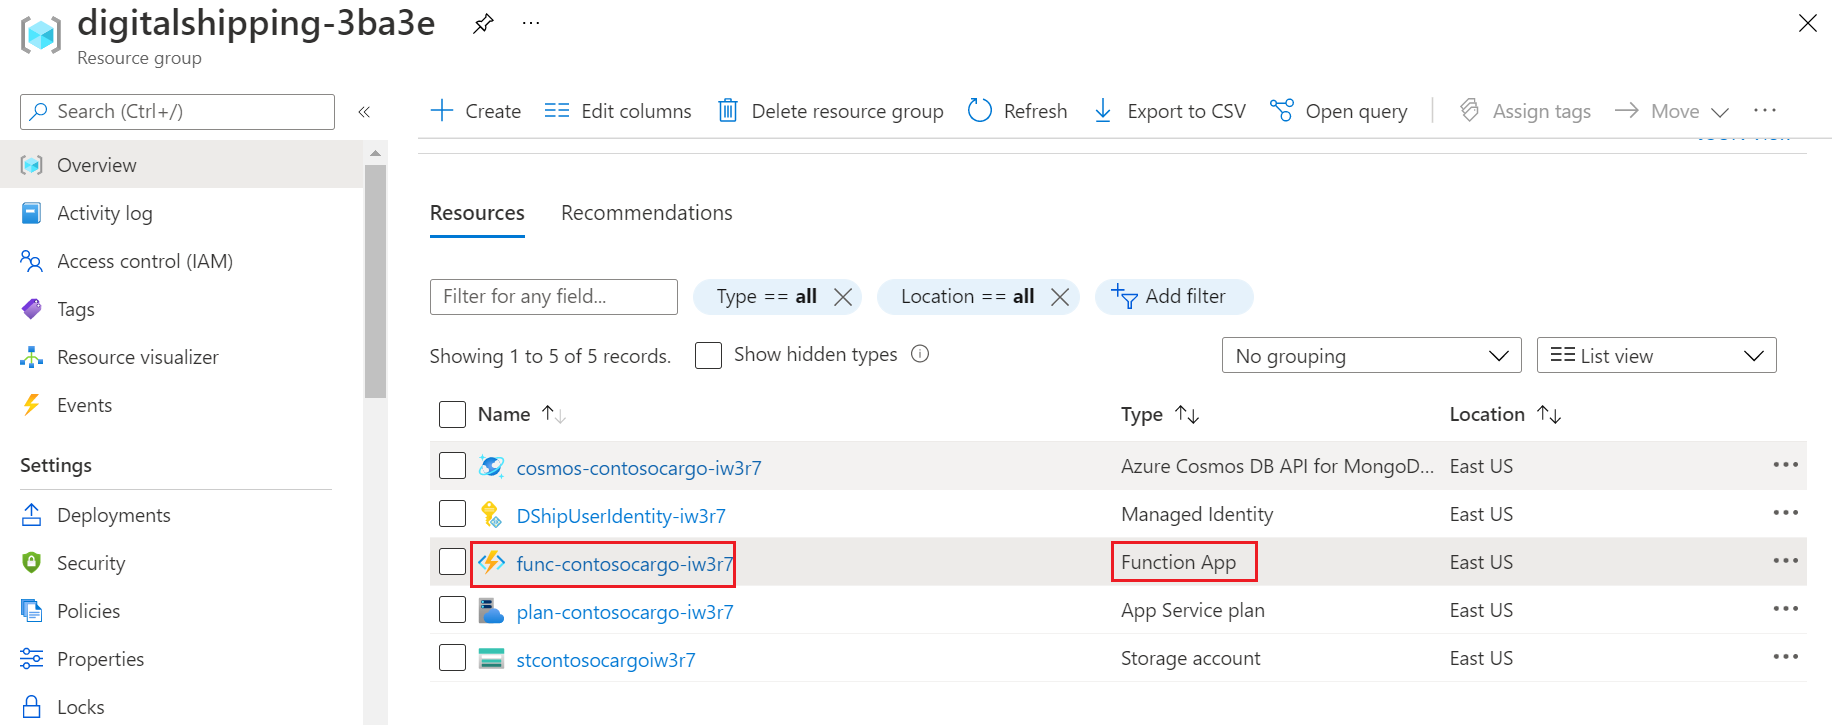 digitalshipping-3ba3e
Resource group
Search (Ctrl+/)
Overview
Activity log
Access control (IAM)
Tags
Resource visualizer
Events
Settings
Deployments
Security
Policies
Properties
Locks
Create Edit columns Delete resource group Refresh Export to CSV Open query Assign tags Move
Resources Recommendations
Filter for any field... Type == all Location == all Add filter
Showing 1 to 5 of 5 records. Show hidden types No grouping List view
Name Type Location
cosmos-contosocargo-iw3r7 Azure Cosmos DB API for MongoD... East US
DShipUserIdentity-iw3r7 Managed Identity East US
func-contosocargo-iw3r7 Function App East US
plan-contosocargo-iw3r7 App Service plan East US
stcontosocargoiw3r7 Storage account East US